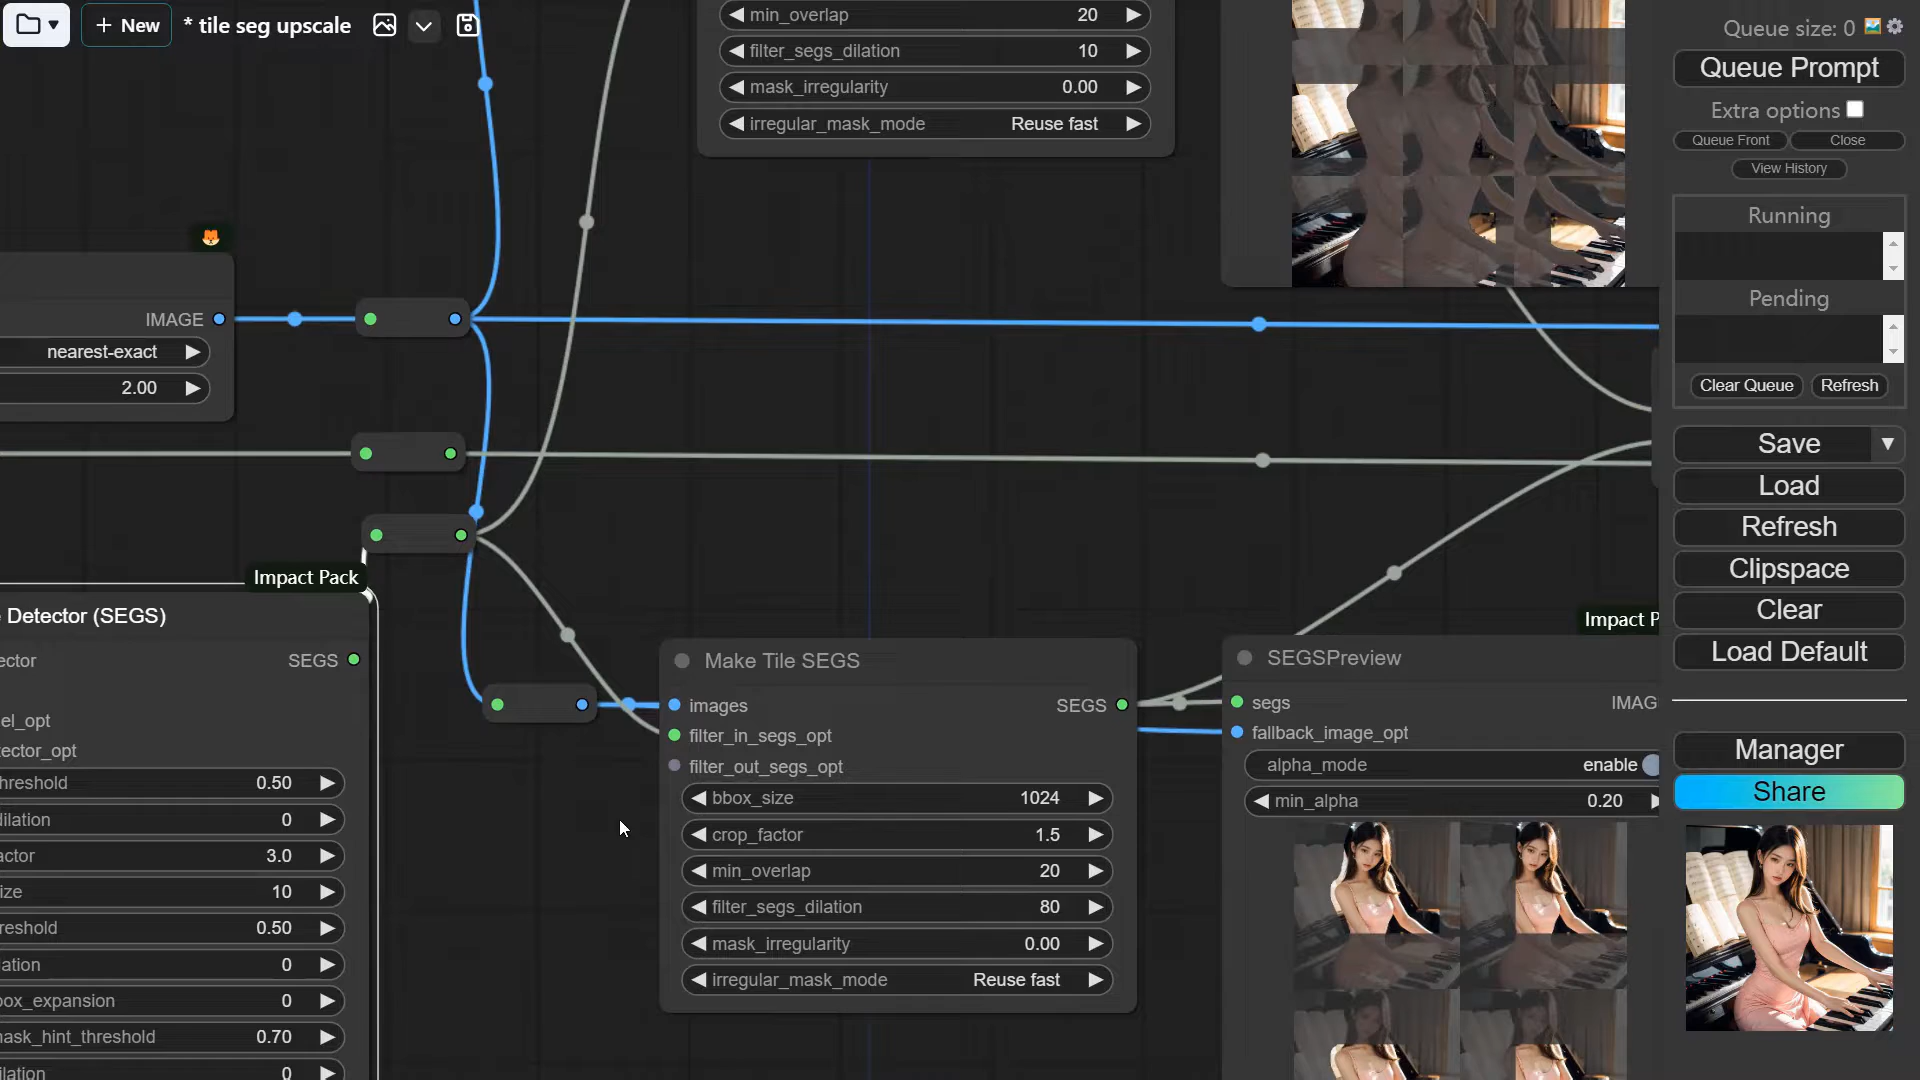 New
* tile seg upscale
min_overlap 20
filter_segs_dilation 10
mask_irregularity 0.00
irregular_mask_mode Reuse fast
IMAGE
nearest-exact
2.00
Impact Pack
Detector (SEGS)
ector SEGS
el_opt
tector_opt
hreshold 0.50
dilation 0
actor 3.0
ize 10
reshold 0.50
ation 0
box_expansion 0
mask_hint_threshold 0.70
ilation 0
Make Tile SEGS
images SEGS
filter_in_segs_opt
filter_out_segs_opt
bbox_size 1024
crop_factor 1.5
min_overlap 20
filter_segs_dilation 80
mask_irregularity 0.00
irregular_mask_mode Reuse fast
Impact P
SEGSPreview
segs IMAG
fallback_image_opt
alpha_mode enable
min_alpha 0.20
Queue size: 0
Queue Prompt
Extra options
Queue Front Close
View History
Running
Pending
Clear Queue Refresh
Save
Load
Refresh
Clipspace
Clear
Load Default
Manager
Share